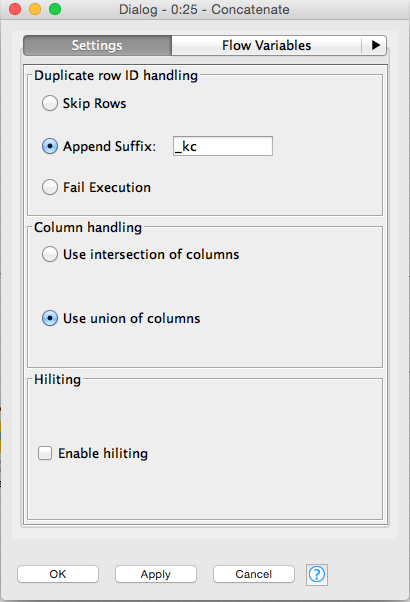 Dialog - 0:25 - Concatenate
Settings
Flow Variables
Duplicate row ID handling
Skip Rows
Append Suffix: _kc
Fail Execution
Column handling
Use intersection of columns
Use union of columns
Hiliting
Enable hiliting
OK
Apply
Cancel
?